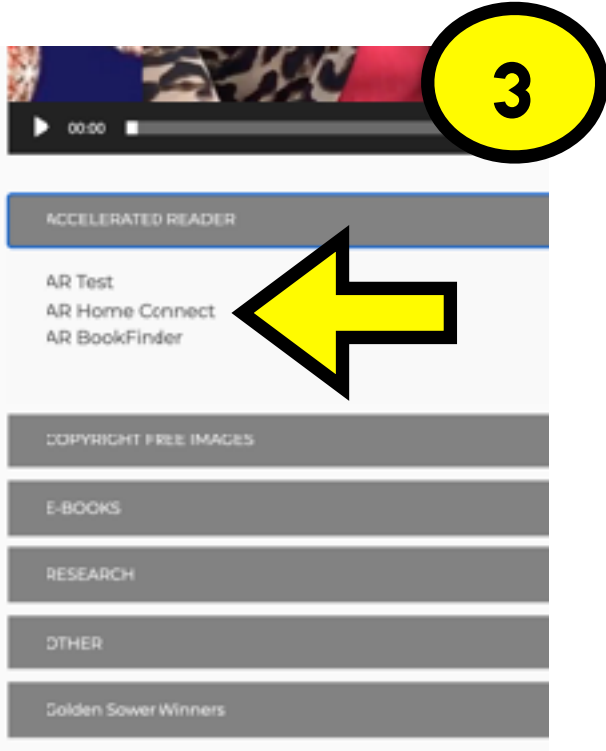 3
00:00
ACCELERATED READER
AR Test
AR Home Connect
AR BookFinder
COPYRIGHT FREE IMAGES
E-BOOKS
RESEARCH
OTHER
Golden Sower Winners